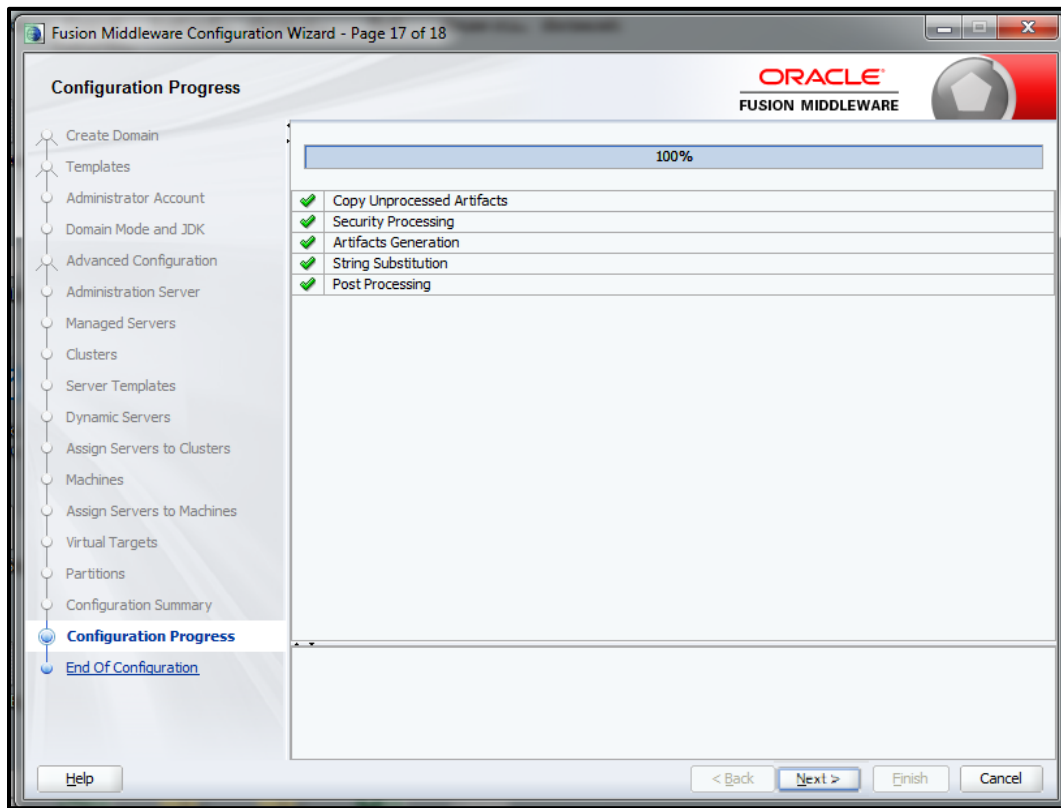 Fusion Middleware Configuration Wizard - Page 17 of 18
Configuration Progress
ORACLE
FUSION MIDDLEWARE
Create Domain
Templates
Administrator Account
Domain Mode and JDK
Advanced Configuration
Administration Server
Managed Servers
Clusters
Server Templates
Dynamic Servers
Assign Servers to Clusters
Machines
Assign Servers to Machines
Virtual Targets
Partitions
Configuration Summary
Configuration Progress
End Of Configuration
100%
Copy Unprocessed Artifacts
Security Processing
Artifacts Generation
String Substitution
Post Processing
Help
< Back
Next >
Finish
Cancel